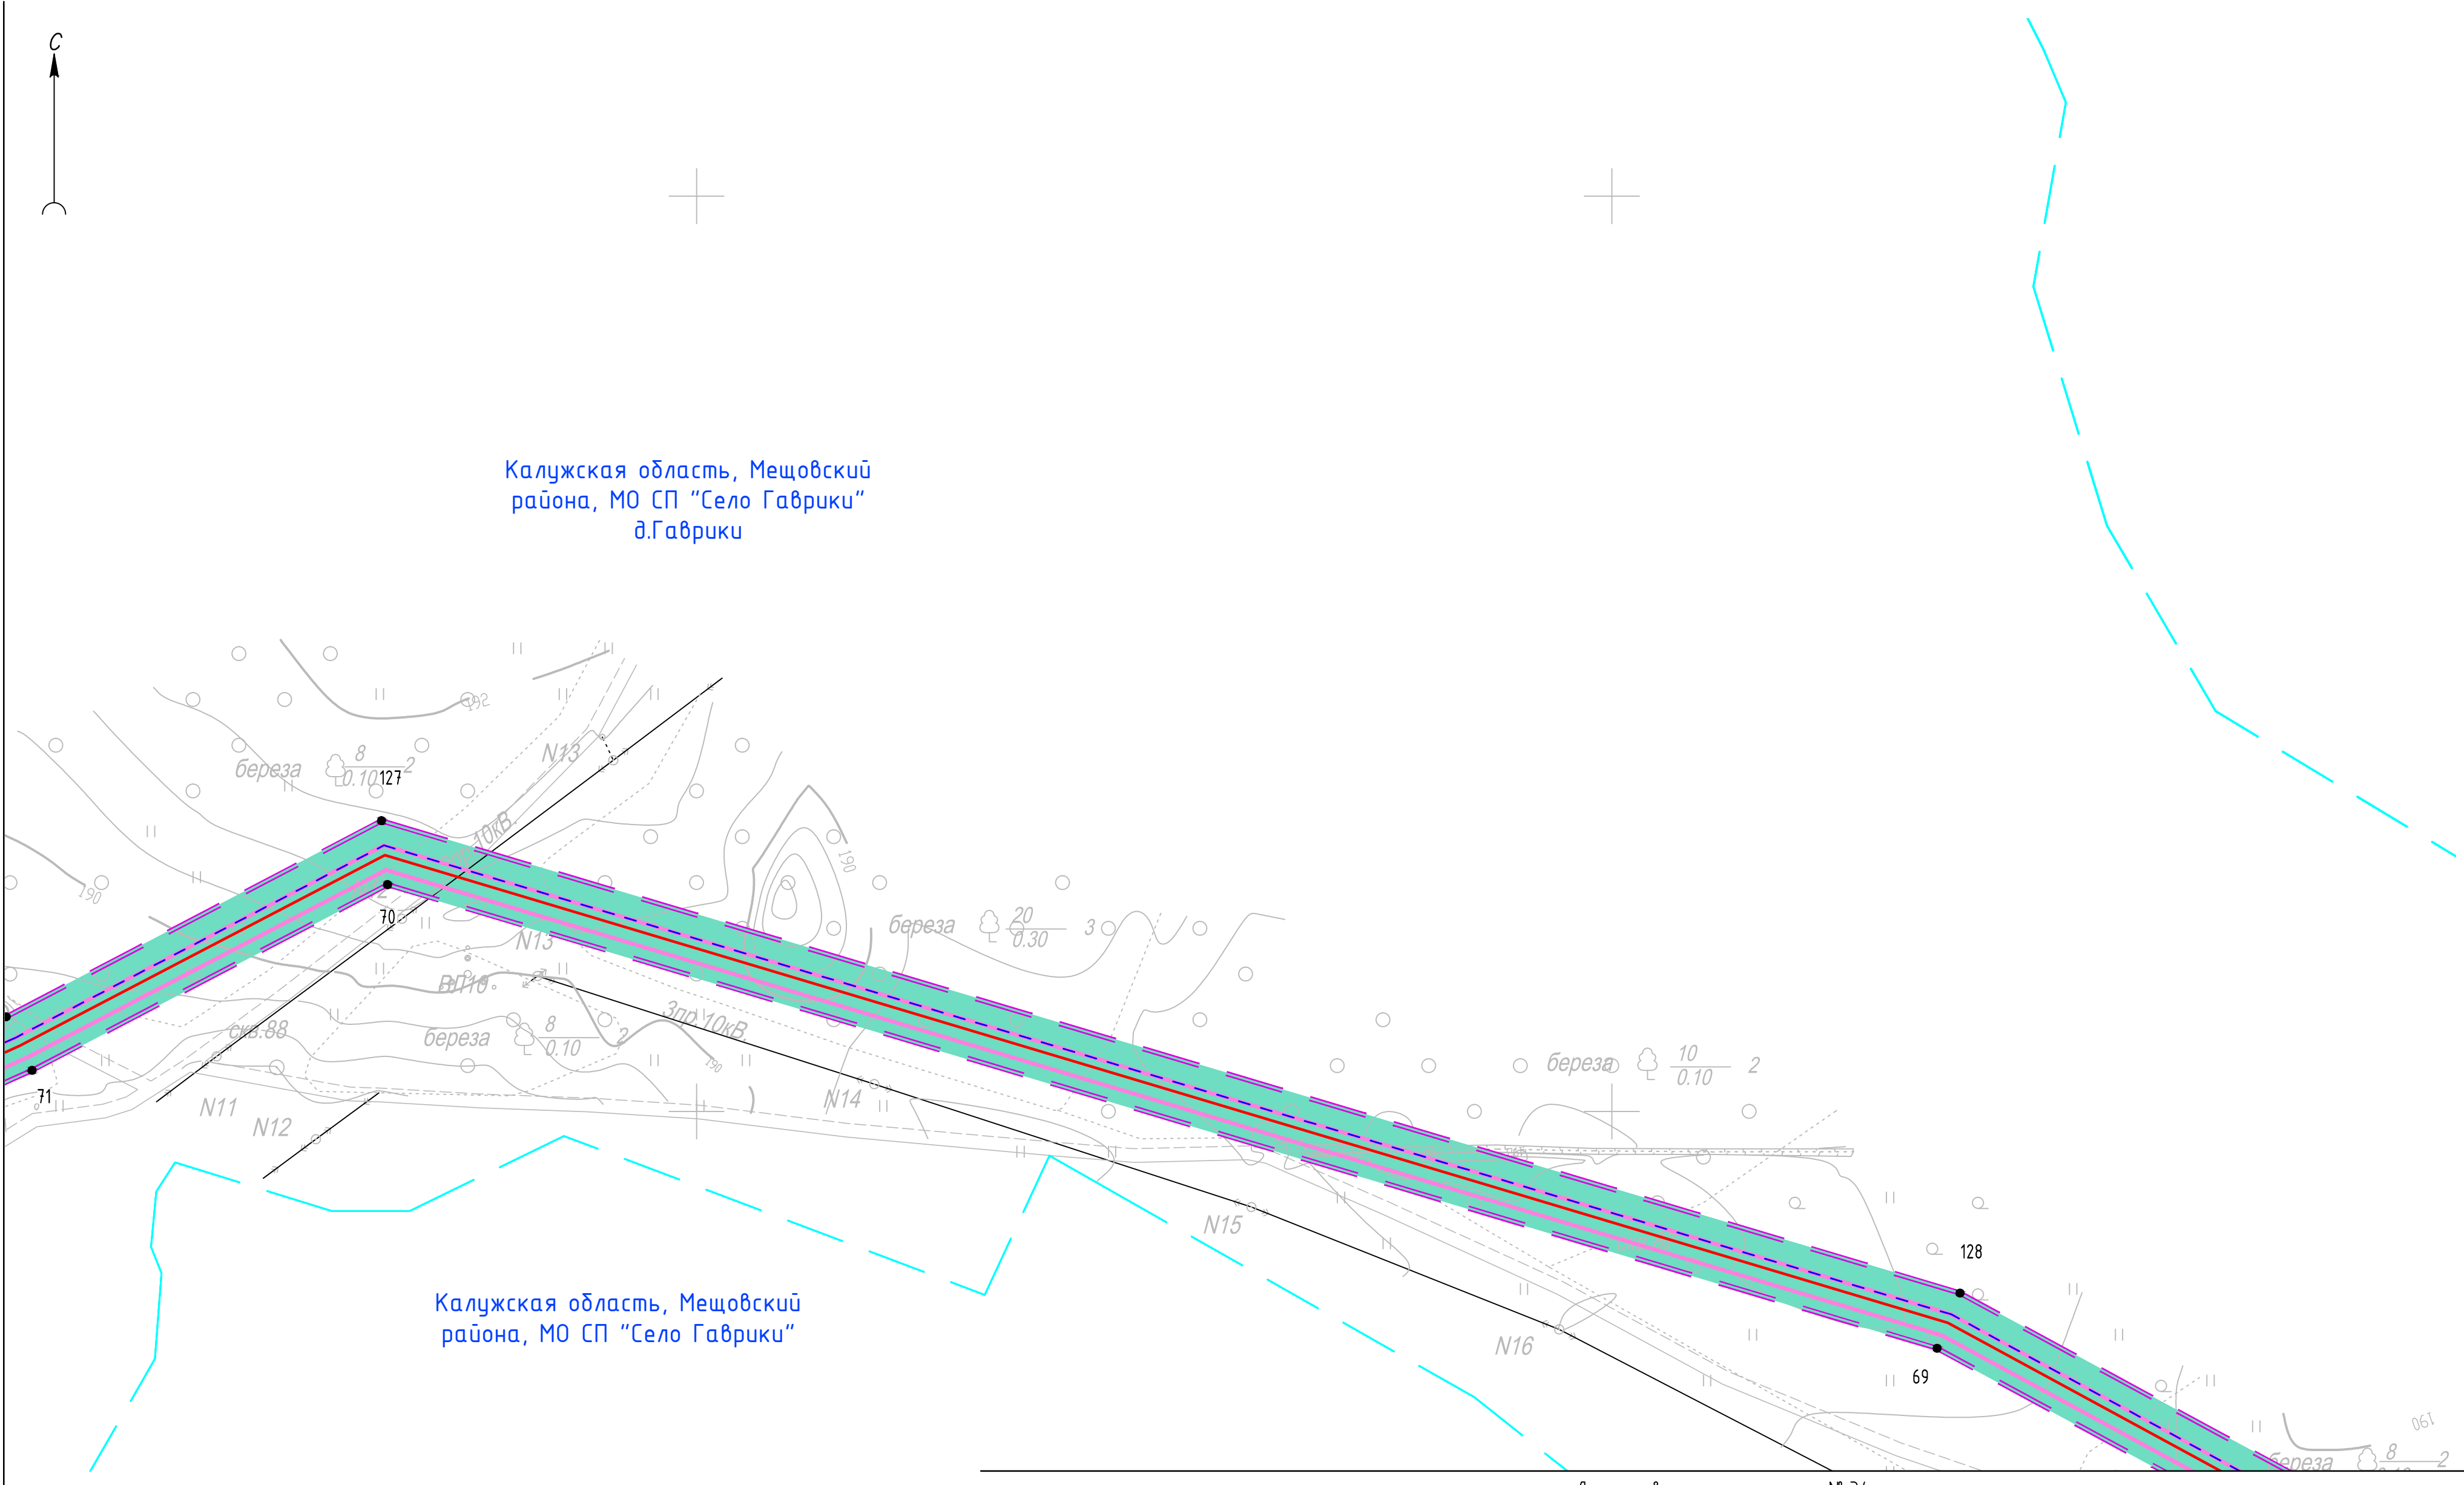 С
Калужская область, Мещовский
района, МО СП "Село Гаврики"
д.Гаврики
192
N13
береза 8 2
0.10
127
10кВ
190
190
береза 20 3
0.30
70
N13
ВЛ10
3пр.10кВ
скв.88
береза 8 2
0.10
190
71
N11
N12
N14
береза 10 2
0.10
N15
128
Калужская область, Мещовский
района, МО СП "Село Гаврики"
N16
69
190
береза 8 2